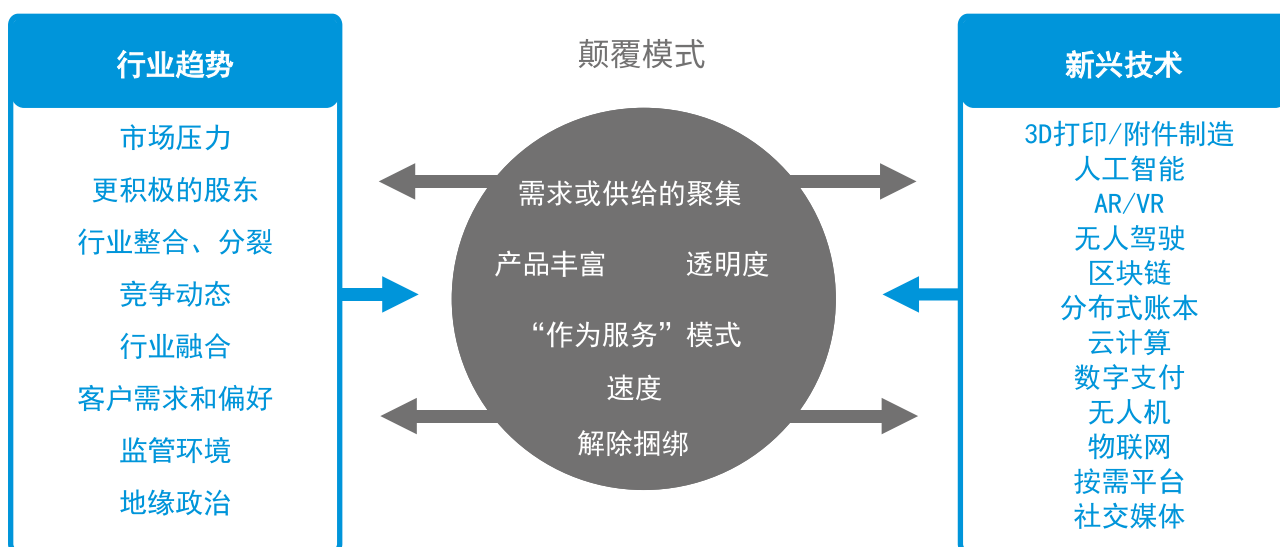 行业趋势
市场压力
更积极的股东
行业整合、分裂
竞争动态
行业融合
客户需求和偏好
监管环境
地缘政治
颠覆模式
需求或供给的聚集
产品丰富 透明度
“作为服务”模式
速度
解除捆绑
新兴技术
3D打印/附件制造
人工智能
AR/VR
无人驾驶
区块链
分布式账本
云计算
数字支付
无人机
物联网
按需平台
社交媒体